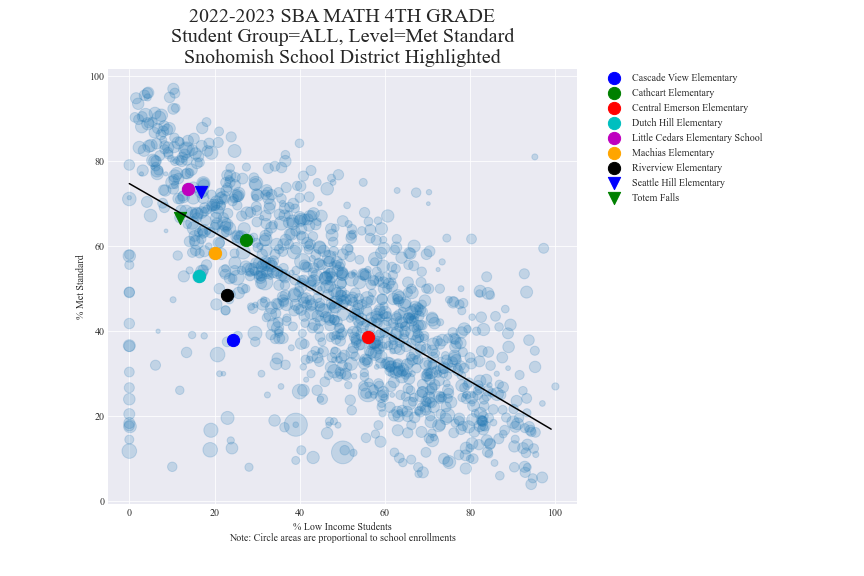 2022-2023 SBA MATH 4TH GRADE
Student Group=ALL, Level=Met Standard
Snohomish School District Highlighted
Cascade View Elementary
Cathcart Elementary
Central Emerson Elementary
Dutch Hill Elementary
Little Cedars Elementary School
Machias Elementary
Riverview Elementary
Seattle Hill Elementary
Totem Falls
% Met Standard
100
80
60
40
20
0
0 20 40 60 80 100
% Low Income Students
Note: Circle areas are proportional to school enrollments